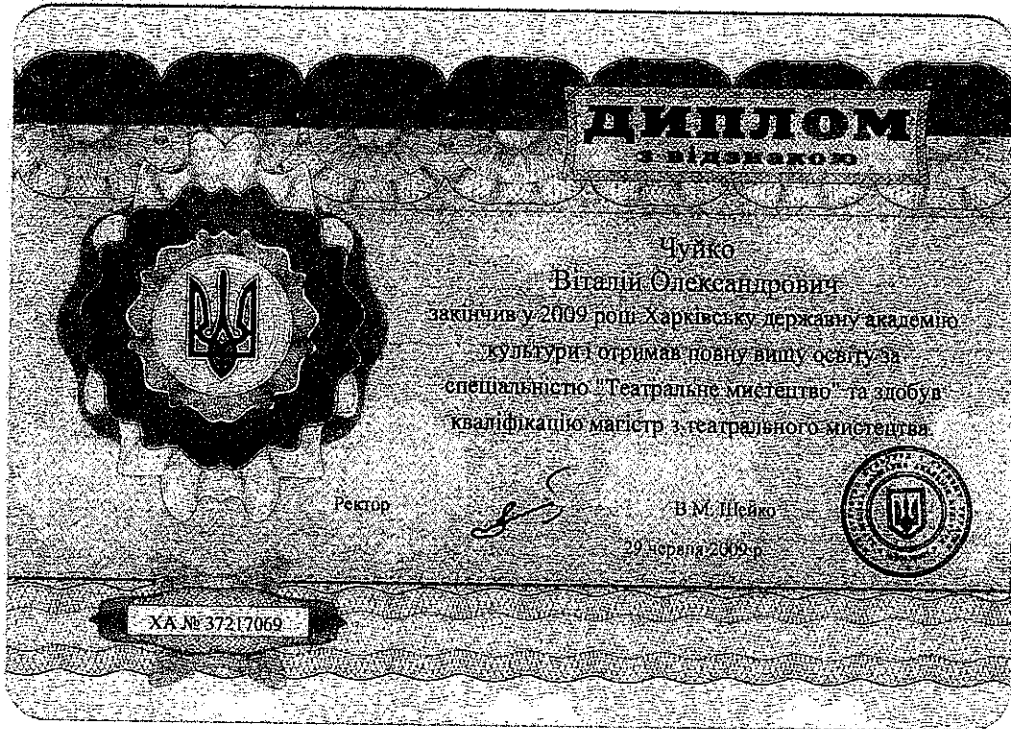 ДИПЛОМ
з відзнакою
Чуйко
Віталій Олександрович
закінчив у 2009 році Харківську державну академію
культури і отримав повну вищу освіту за
спеціальністю "Театральне мистецтво" та здобув
кваліфікацію магістр з театрального мистецтва.
Ректор
В.М. Шейко
29 червня 2009 р.
ХА № 37217069